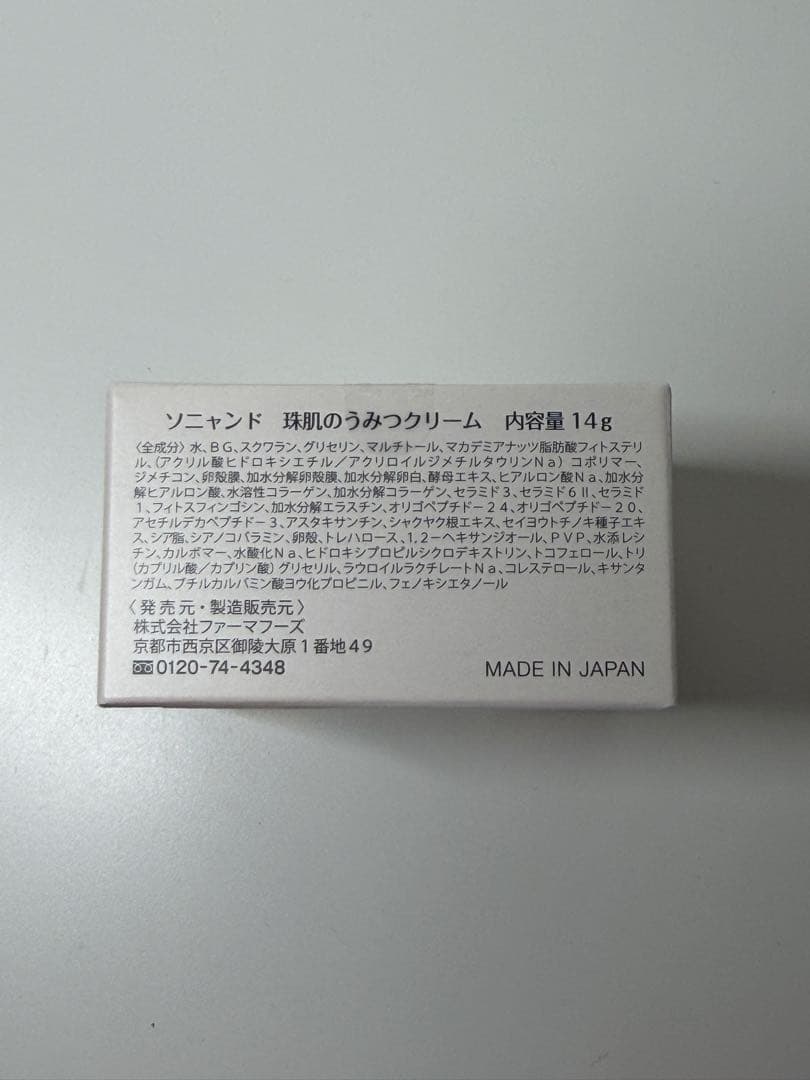 ソニャンド 珠肌のうみつクリーム 内容量14g
〈全成分〉水、BG、スクワラン、グリセリン、マルチトール、マカデミアナッツ脂肪酸フィトステリ
ル、(アクリル酸ヒドロキシエチル/アクリロイルジメチルタウリンNa)コポリマー、
ジメチコン、卵殻膜、加水分解卵殻膜、加水分解卵白、酵母エキス、ヒアルロン酸Na、加水分
解ヒアルロン酸、水溶性コラーゲン、加水分解コラーゲン、セラミド3、セラミド6Ⅱ、セラミド
1、フィトスフィンゴシン、加水分解エラスチン、オリゴペプチド-24、オリゴペプチド-20、
アセチルデカペプチド-3、アスタキサンチン、シャクヤク根エキス、セイヨウトチノキ種子エキ
ス、シア脂、シアノコバラミン、卵殻、トレハロース、1,2-ヘキサンジオール、PVP、水添レシ
チン、カルボマー、水酸化Na、ヒドロキシプロピルシクロデキストリン、トコフェロール、トリ
(カプリル酸/カプリン酸)グリセリル、ラウロイルラクチレートNa、コレステロール、キサンタ
ンガム、ブチルカルバミン酸ヨウ化プロピニル、フェノキシエタノール
〈発売元・製造販売元〉
株式会社ファーマフーズ
京都市西京区御陵大原1番地49
0120-74-4348
MADE IN JAPAN